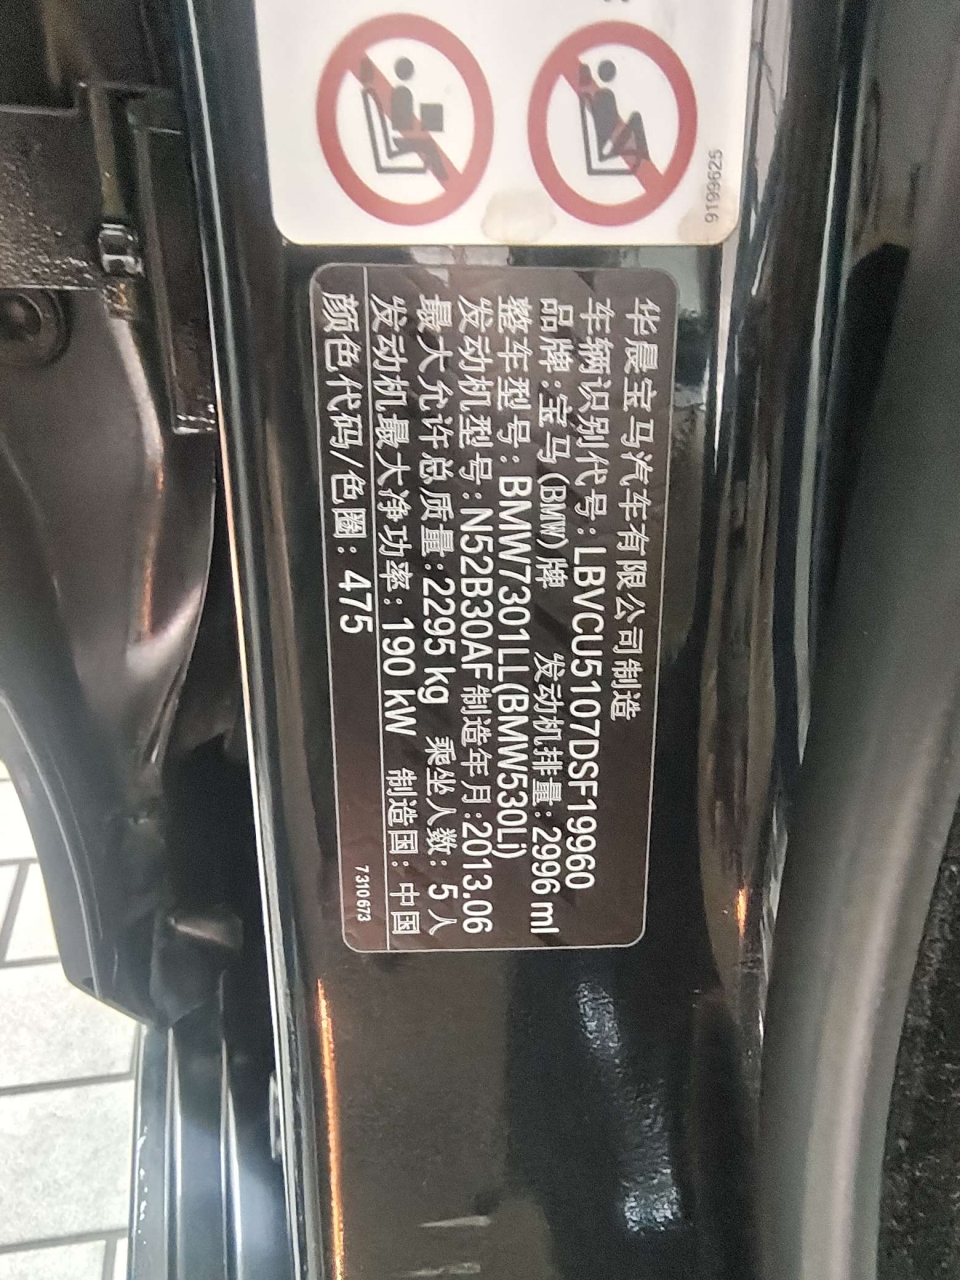 9199626
华晨宝马汽车有限公司制造
车辆识别代号:LBVCU5107DSF19960
品牌:宝马(BMW)牌 发动机排量:2996 ml
整车型号:BMW7301LL(BMW530Li)
发动机型号:N52B30AF 制造年月:2013.06
最大允许总质量:2295 kg 乘坐人数:5人
发动机最大净功率:190 kW 制造国:中国
颜色代码/色圈:475
7310673